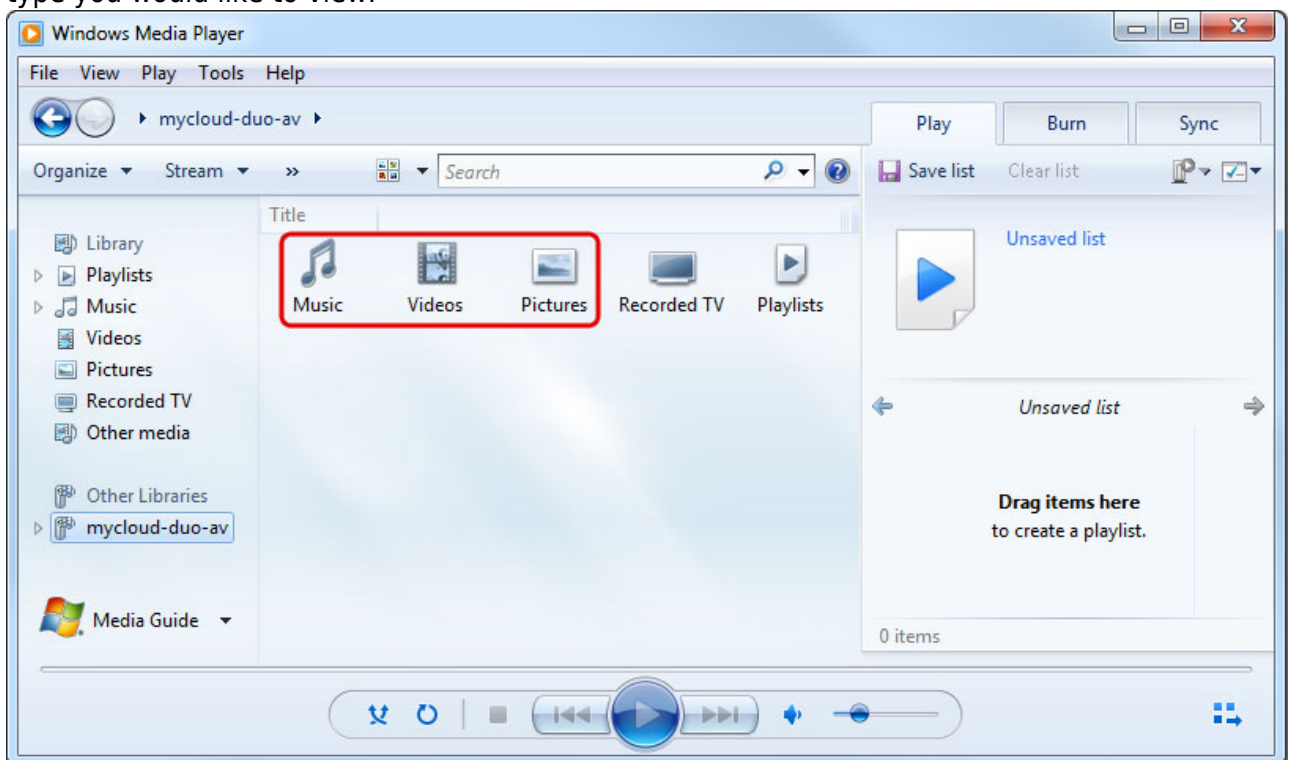 type you would like to view.
Windows Media Player
File View Play Tools Help
mycloud-duo-av
Play Burn Sync
Organize Stream » Search Save list Clear list
Title
Library
Playlists
Music
Videos
Pictures
Recorded TV
Other media
Other Libraries
mycloud-duo-av
Media Guide
Music Videos Pictures Recorded TV Playlists
Unsaved list
Unsaved list
Drag items here
to create a playlist.
0 items